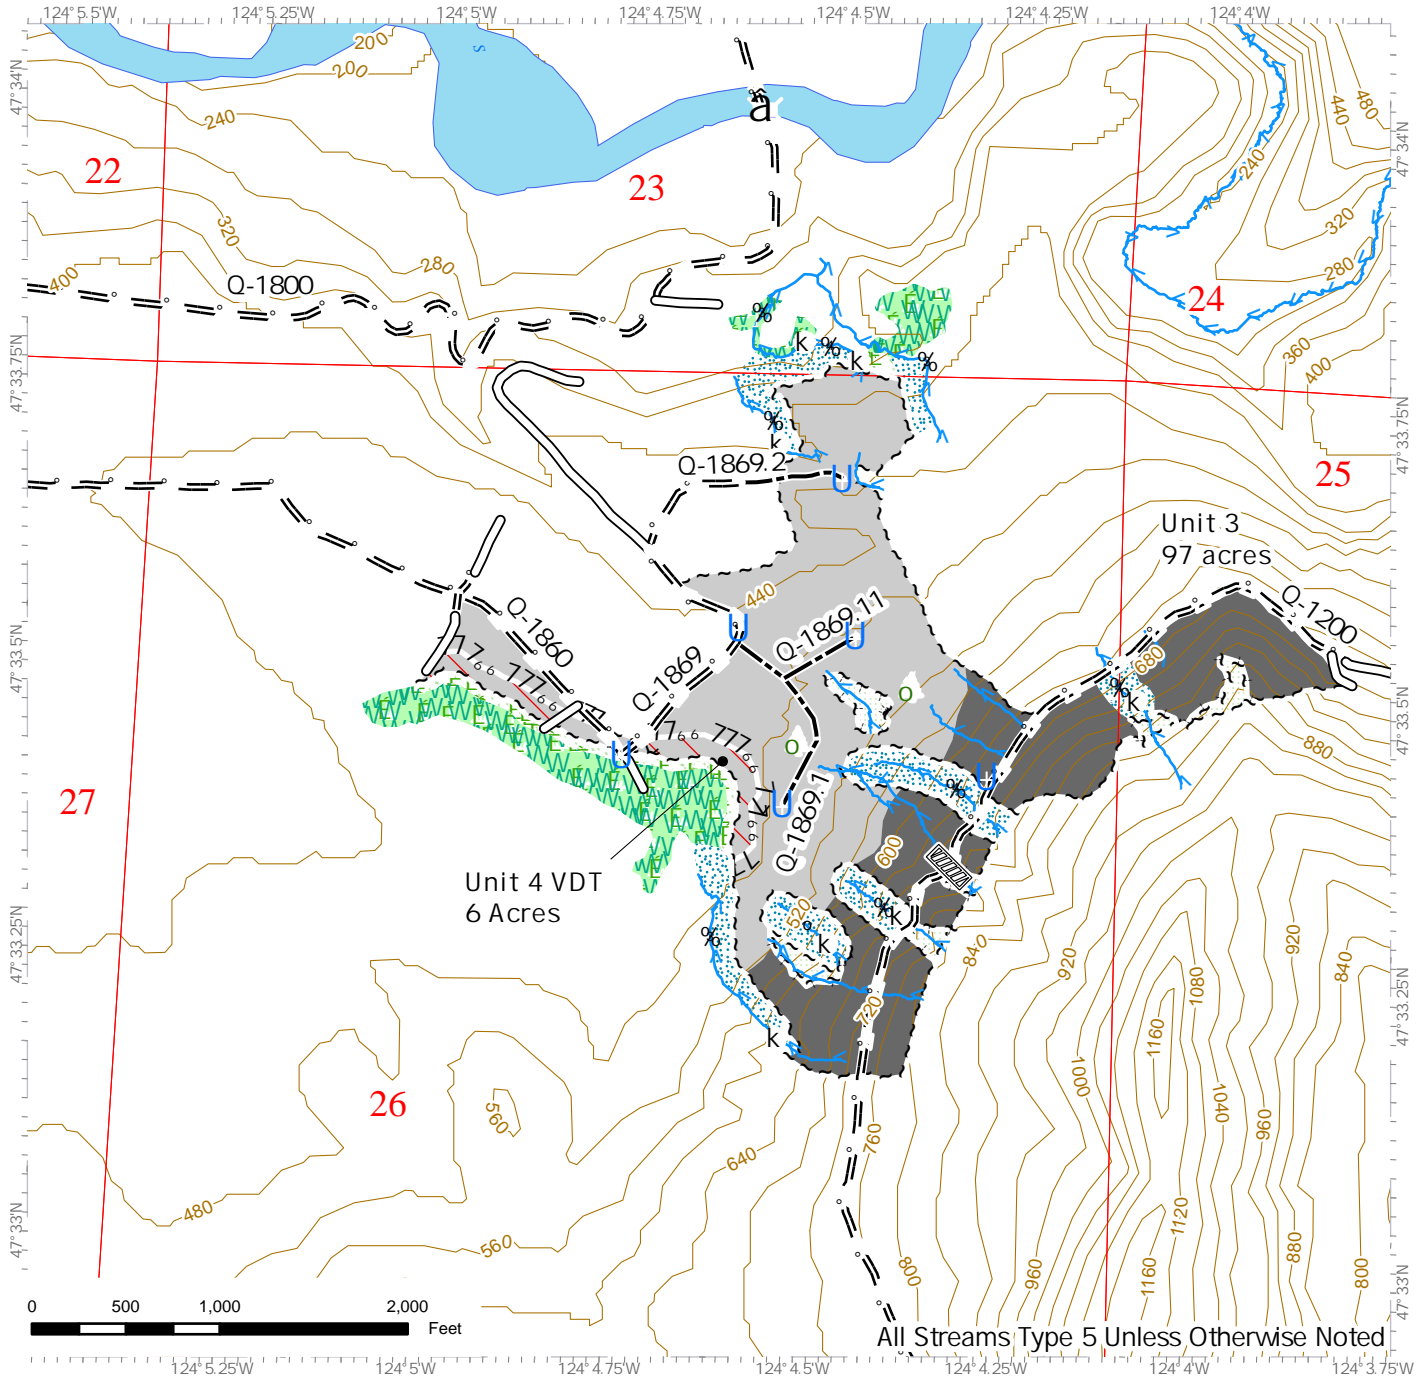 124°5.5'W 124°5.25'W 124°5'W 124°4.75'W 124°4.5'W 124°4.25'W 124°4'W
200
S
200
a
47°34'N
480
440
240
47°34'N
22
23
240
320
320
280
400
280
Q-1800
24
%
E
360
k
%
k
%
400
47°33.75'N
%
k
47°33.75'N
Q-1869.2
U
25
Unit 3
97 acres
440
Q-1869.11
Q-1860
U
U
Q-1869
Q-1200
680
%
k
47°33.5'N
47°33.5'N
777
o
o
777
880
U
U
%
27
U
Q-1869.1
600
Unit 4 VDT
6 Acres
520
%
k
k
%
840
920
920
840
1080
47°33.25'N
47°33.25'N
720
k
1160
1000
26
560
1040
960
760
640
480
1120
560
47°33'N
800
960
1160
880
800
47°33'N
0 500 1,000 2,000
Feet
All Streams Type 5 Unless Otherwise Noted
124°5.25'W 124°5'W 124°4.75'W 124°4.5'W 124°4.25'W 124°4'W 124°3.75'W